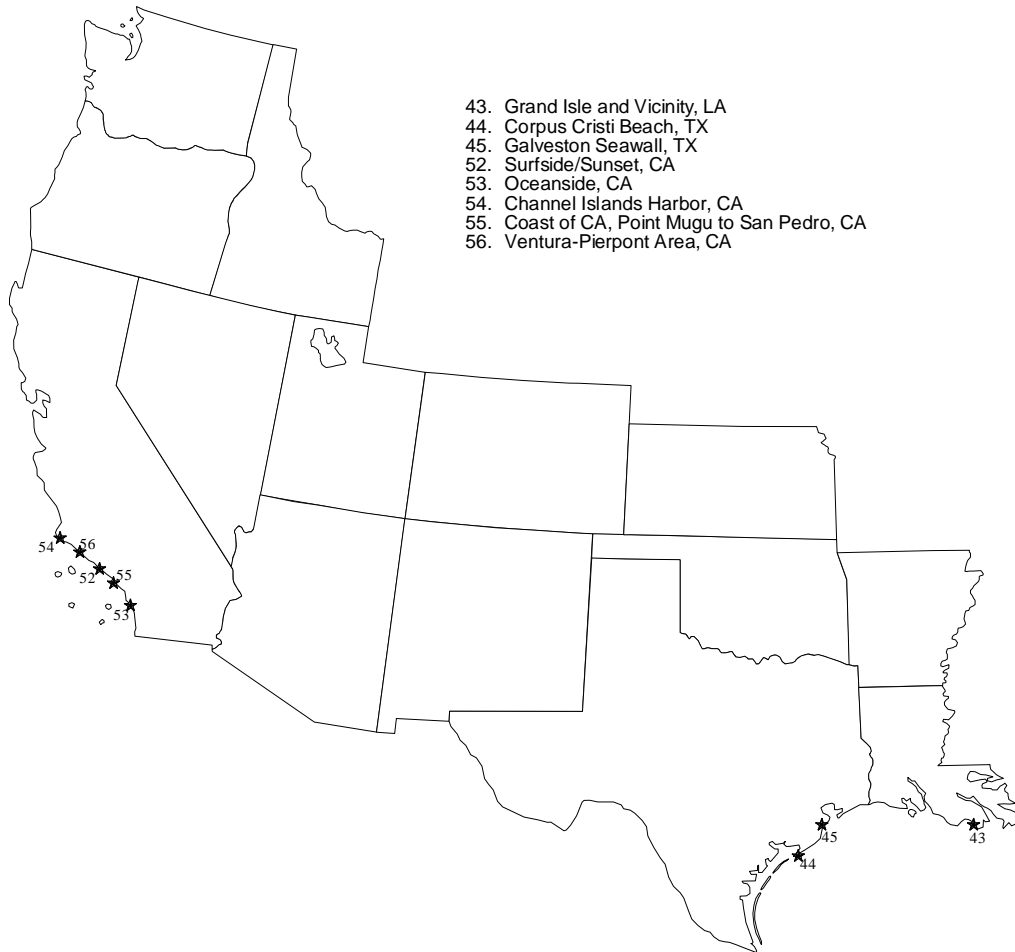 43. Grand Isle and Vicinity, LA
44. Corpus Cristi Beach, TX
45. Galveston Seawall, TX
52. Surfside/Sunset, CA
53. Oceanside, CA
54. Channel Islands Harbor, CA
55. Coast of CA, Point Mugu to San Pedro, CA
56. Ventura-Pierpont Area, CA
54
56
52
55
53
45
43
44